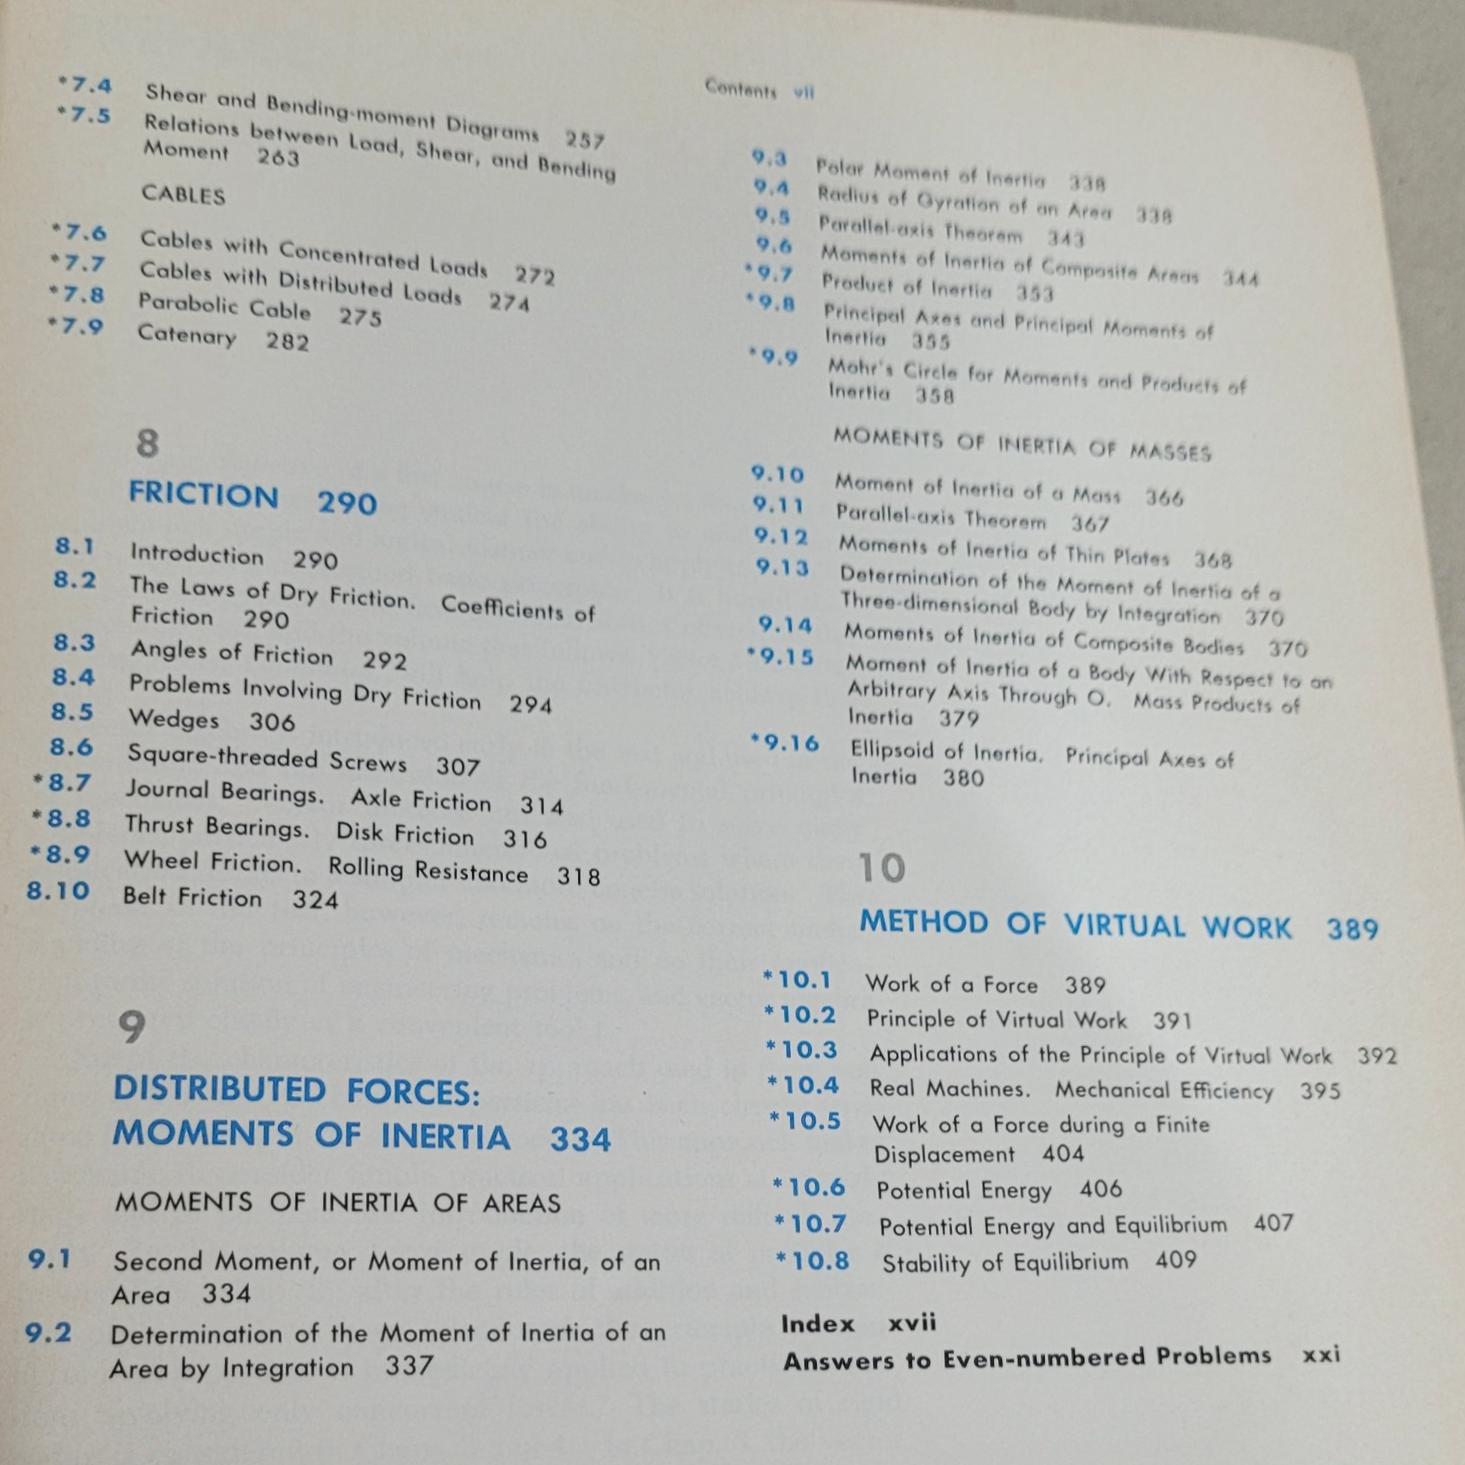 Contents vii
*7.4 Shear and Bending-moment Diagrams 257
*7.5 Relations between Load, Shear, and Bending
Moment 263
CABLES
*7.6 Cables with Concentrated Loads 272
*7.7 Cables with Distributed Loads 274
*7.8 Parabolic Cable 275
*7.9 Catenary 282
8
FRICTION 290
8.1 Introduction 290
8.2 The Laws of Dry Friction. Coefficients of
Friction 290
8.3 Angles of Friction 292
8.4 Problems Involving Dry Friction 294
8.5 Wedges 306
8.6 Square-threaded Screws 307
*8.7 Journal Bearings. Axle Friction 314
*8.8 Thrust Bearings. Disk Friction 316
*8.9 Wheel Friction. Rolling Resistance 318
8.10 Belt Friction 324
9
DISTRIBUTED FORCES:
MOMENTS OF INERTIA 334
MOMENTS OF INERTIA OF AREAS
9.1 Second Moment, or Moment of Inertia, of an
Area 334
9.2 Determination of the Moment of Inertia of an
Area by Integration 337
9.3 Polar Moment of Inertia 338
9.4 Radius of Gyration of an Area 338
9.5 Parallel-axis Theorem 343
9.6 Moments of Inertia of Composite Areas 344
*9.7 Product of Inertia 353
*9.8 Principal Axes and Principal Moments of
Inertia 355
*9.9 Mohr's Circle for Moments and Products of
Inertia 358
MOMENTS OF INERTIA OF MASSES
9.10 Moment of Inertia of a Mass 366
9.11 Parallel-axis Theorem 367
9.12 Moments of Inertia of Thin Plates 368
9.13 Determination of the Moment of Inertia of a
Three-dimensional Body by Integration 370
9.14 Moments of Inertia of Composite Bodies 370
*9.15 Moment of Inertia of a Body With Respect to an
Arbitrary Axis Through O. Mass Products of
Inertia 379
*9.16 Ellipsoid of Inertia. Principal Axes of
Inertia 380
10
METHOD OF VIRTUAL WORK 389
*10.1 Work of a Force 389
*10.2 Principle of Virtual Work 391
*10.3 Applications of the Principle of Virtual Work 392
*10.4 Real Machines. Mechanical Efficiency 395
*10.5 Work of a Force during a Finite
Displacement 404
*10.6 Potential Energy 406
*10.7 Potential Energy and Equilibrium 407
*10.8 Stability of Equilibrium 409
Index xvii
Answers to Even-numbered Problems xxi